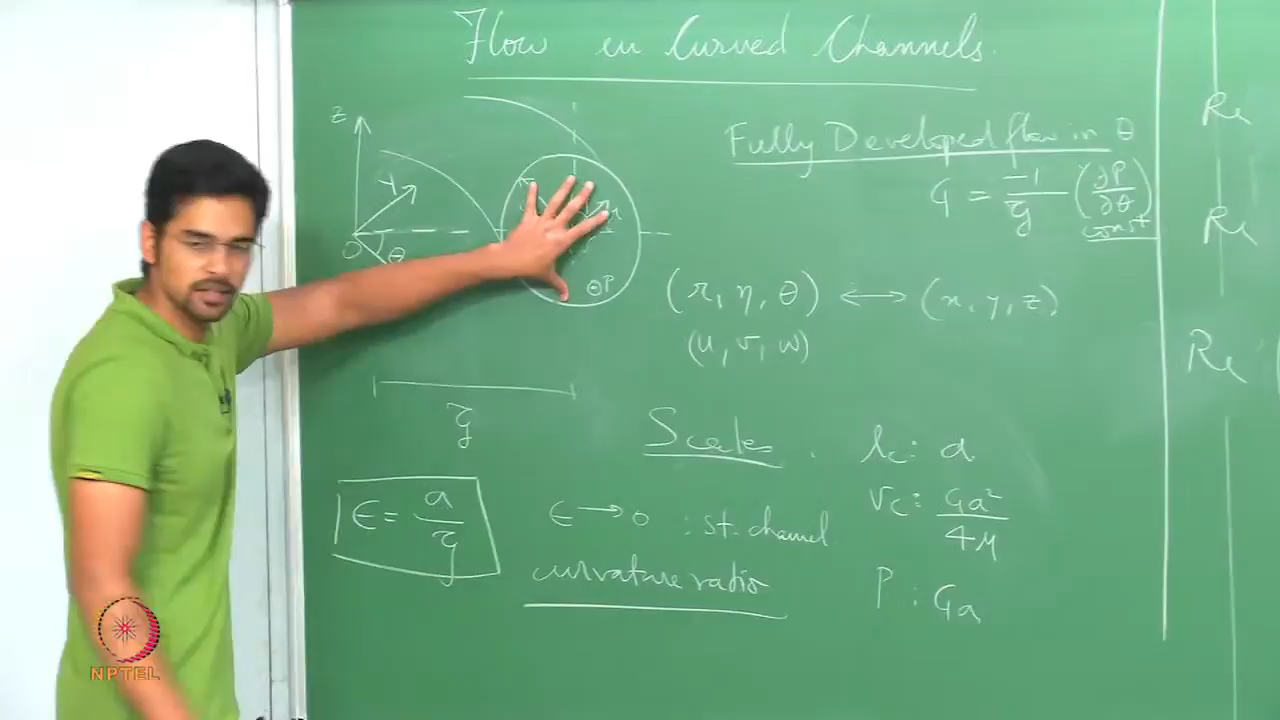 Flow in Curved Channels.
z
Fully Developed flow in θ
G = -1/r̄ (∂P/∂θ)
const
O
θ
P
(r, η, θ) ⟷ (x, y, z)
(u, v, w)
r̄
Scales
lc: a
vc: Ga²/4μ
P : Ga
ϵ = a/r̄
ϵ → 0 : st. channel
curvature ratio
Re
Re
Re
NPTEL